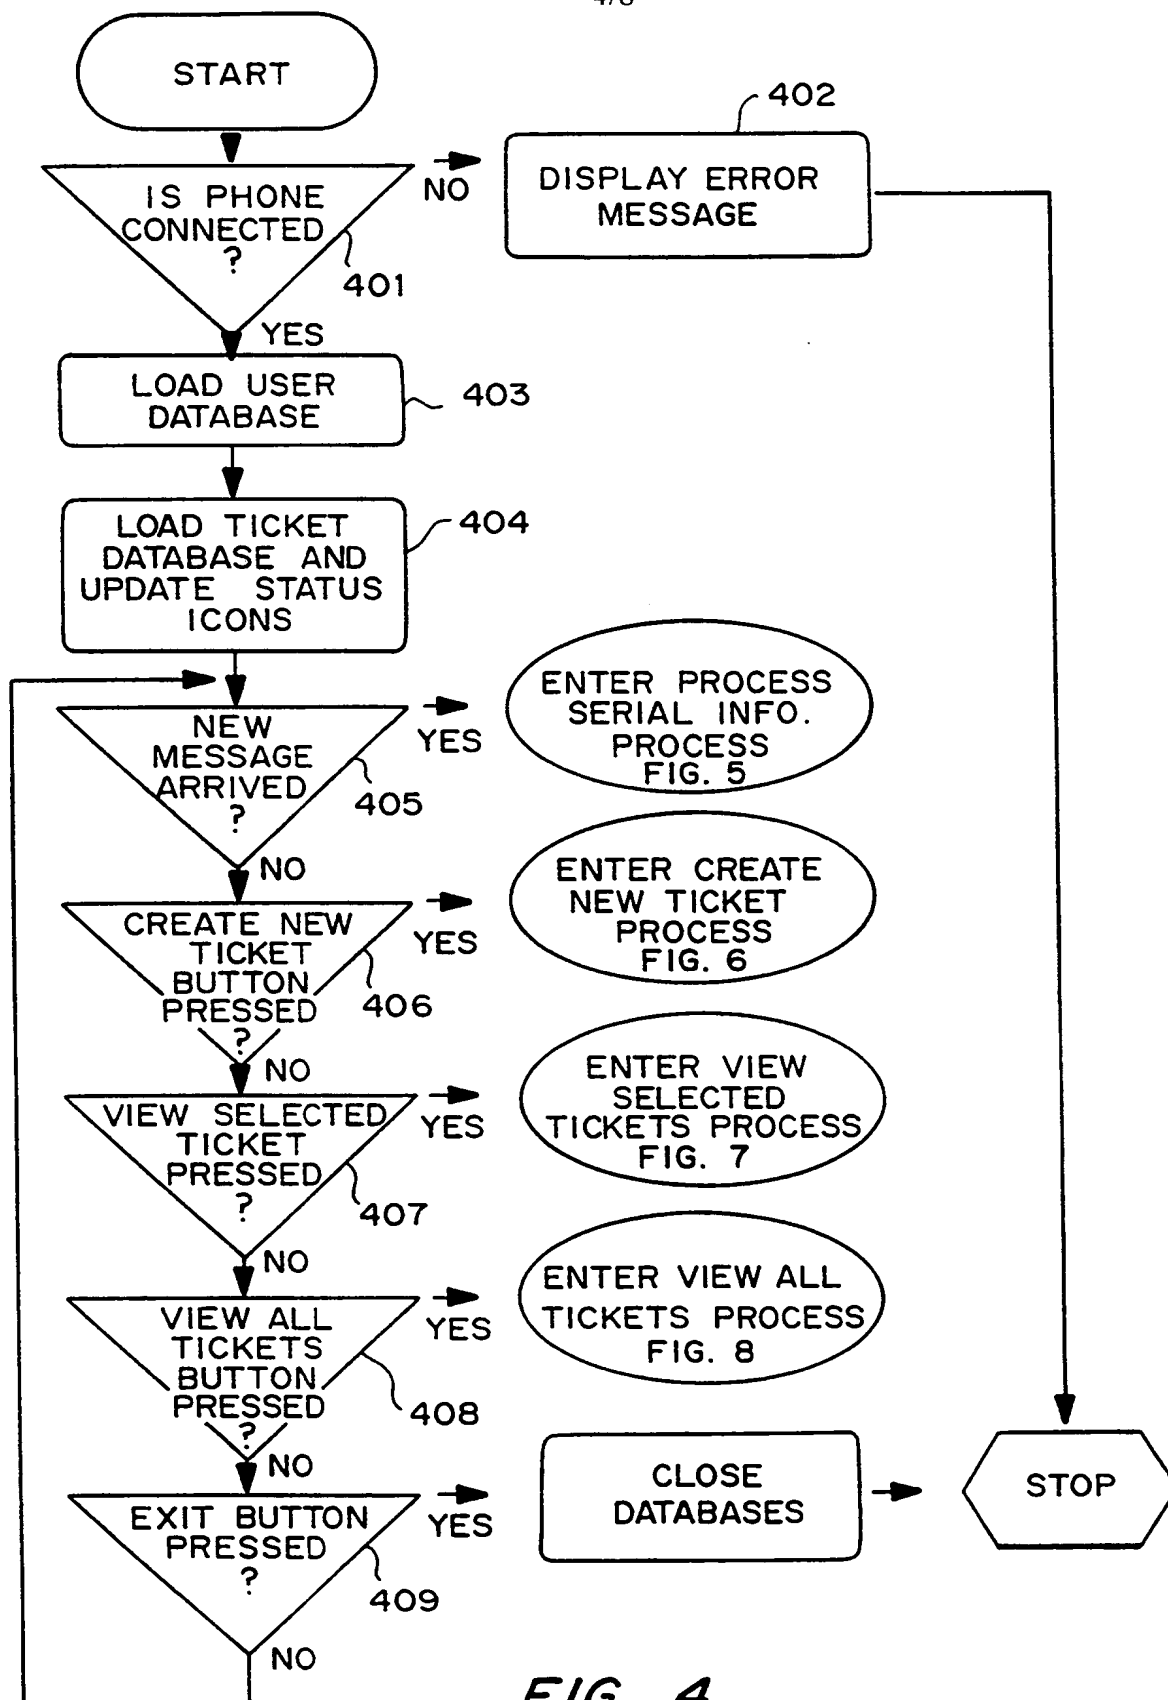 START
402
IS PHONE
CONNECTED
?
NO
DISPLAY ERROR
MESSAGE
401
YES
LOAD USER
DATABASE
403
LOAD TICKET
DATABASE AND
UPDATE STATUS
ICONS
404
NEW
MESSAGE
ARRIVED
?
YES
405
ENTER PROCESS
SERIAL INFO.
PROCESS
FIG. 5
NO
CREATE NEW
TICKET
BUTTON
PRESSED
?
YES
406
ENTER CREATE
NEW TICKET
PROCESS
FIG. 6
NO
VIEW SELECTED
TICKET
PRESSED
?
YES
407
ENTER VIEW
SELECTED
TICKETS PROCESS
FIG. 7
NO
VIEW ALL
TICKETS
BUTTON
PRESSED
?
YES
408
ENTER VIEW ALL
TICKETS PROCESS
FIG. 8
NO
EXIT BUTTON
PRESSED
?
YES
409
CLOSE
DATABASES
STOP
NO
FIG. 4